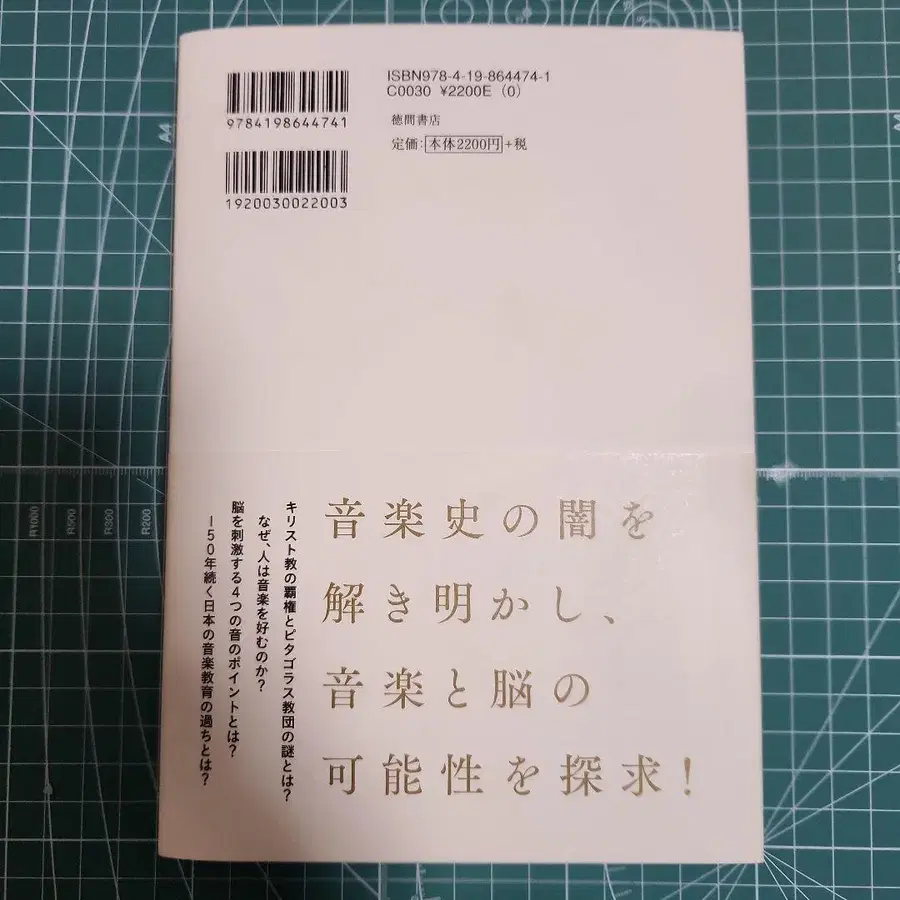 ISBN978-4-19-864474-1
C0030 ¥2200E (0)
9784198644741
徳間書店
定価:本体2200円+税
1920030022003
音楽史の闇を
解き明かし、
音楽と脳の
可能性を探求!
キリスト教の覇権とピタゴラス教団の謎とは?
なぜ、人は音楽を好むのか?
脳を刺激する4つの音のポイントとは?
150年続く日本の音楽教育の過ちとは?
R1000
R500
R300
R200
A4